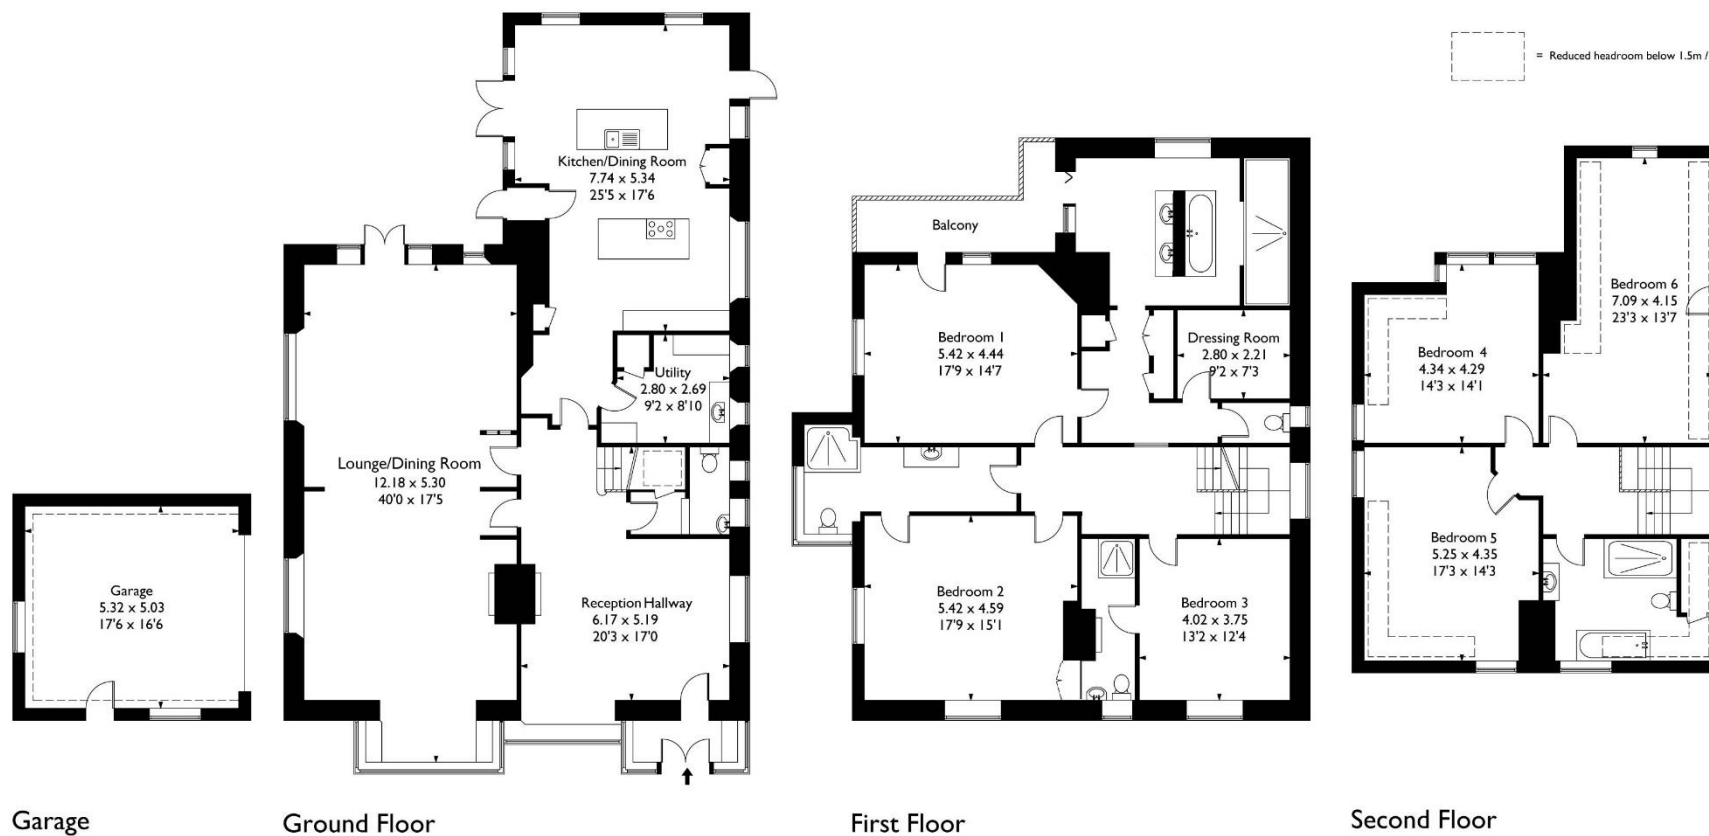 = Reduced headroom below 1.5m /
Kitchen/Dining Room
7.74 x 5.34
25'5 x 17'6
Utility
2.80 x 2.69
9'2 x 8'10
Lounge/Dining Room
12.18 x 5.30
40'0 x 17'5
Reception Hallway
6.17 x 5.19
20'3 x 17'0
Garage
5.32 x 5.03
17'6 x 16'6
Balcony
Bedroom 1
5.42 x 4.44
17'9 x 14'7
Dressing Room
2.80 x 2.21
9'2 x 7'3
Bedroom 2
5.42 x 4.59
17'9 x 15'1
Bedroom 3
4.02 x 3.75
13'2 x 12'4
Bedroom 6
7.09 x 4.15
23'3 x 13'7
Bedroom 4
4.34 x 4.29
14'3 x 14'1
Bedroom 5
5.25 x 4.35
17'3 x 14'3
Garage
Ground Floor
First Floor
Second Floor